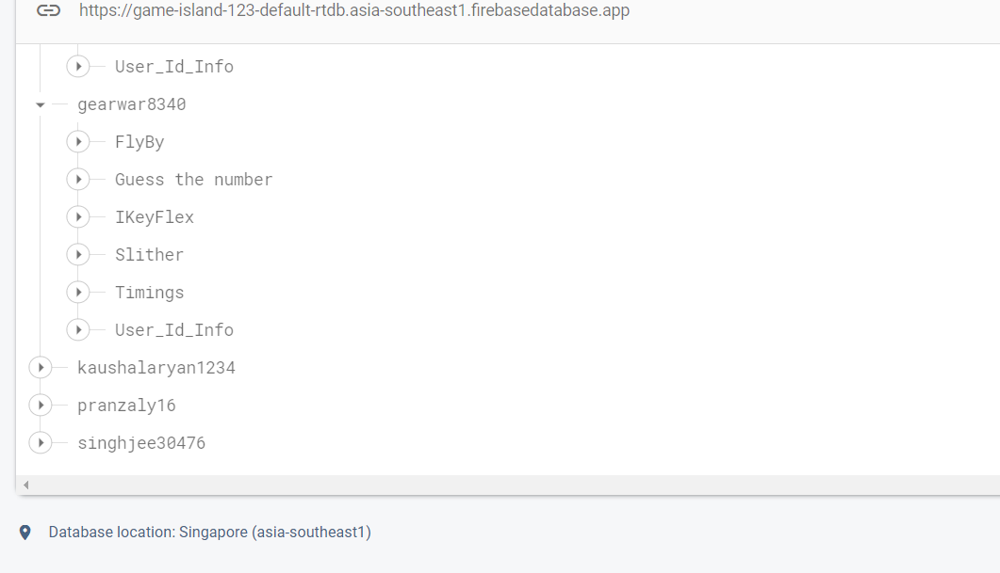 https://game-island-123-default-rtdb.asia-southeast1.firebasedatabase.app
User_Id_Info
gearwar8340
FlyBy
Guess the number
IKeyFlex
Slither
Timings
User_Id_Info
kaushalaryan1234
pranzaly16
singhjee30476
Database location: Singapore (asia-southeast1)